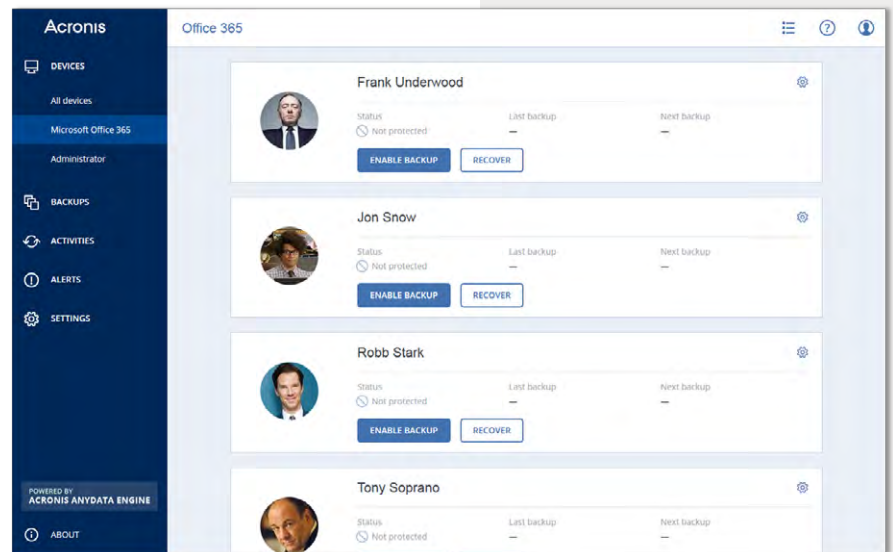 Acronis
Office 365
DEVICES
All devices
Microsoft Office 365
Administrator
BACKUPS
ACTIVITIES
ALERTS
SETTINGS
POWERED BY
ACRONIS ANYDATA ENGINE
ABOUT
Frank Underwood
Status Last backup Next backup
Not protected — —
ENABLE BACKUP RECOVER
Jon Snow
Status Last backup Next backup
Not protected — —
ENABLE BACKUP RECOVER
Robb Stark
Status Last backup Next backup
Not protected — —
ENABLE BACKUP RECOVER
Tony Soprano
Status Last backup Next backup
Not protected — —